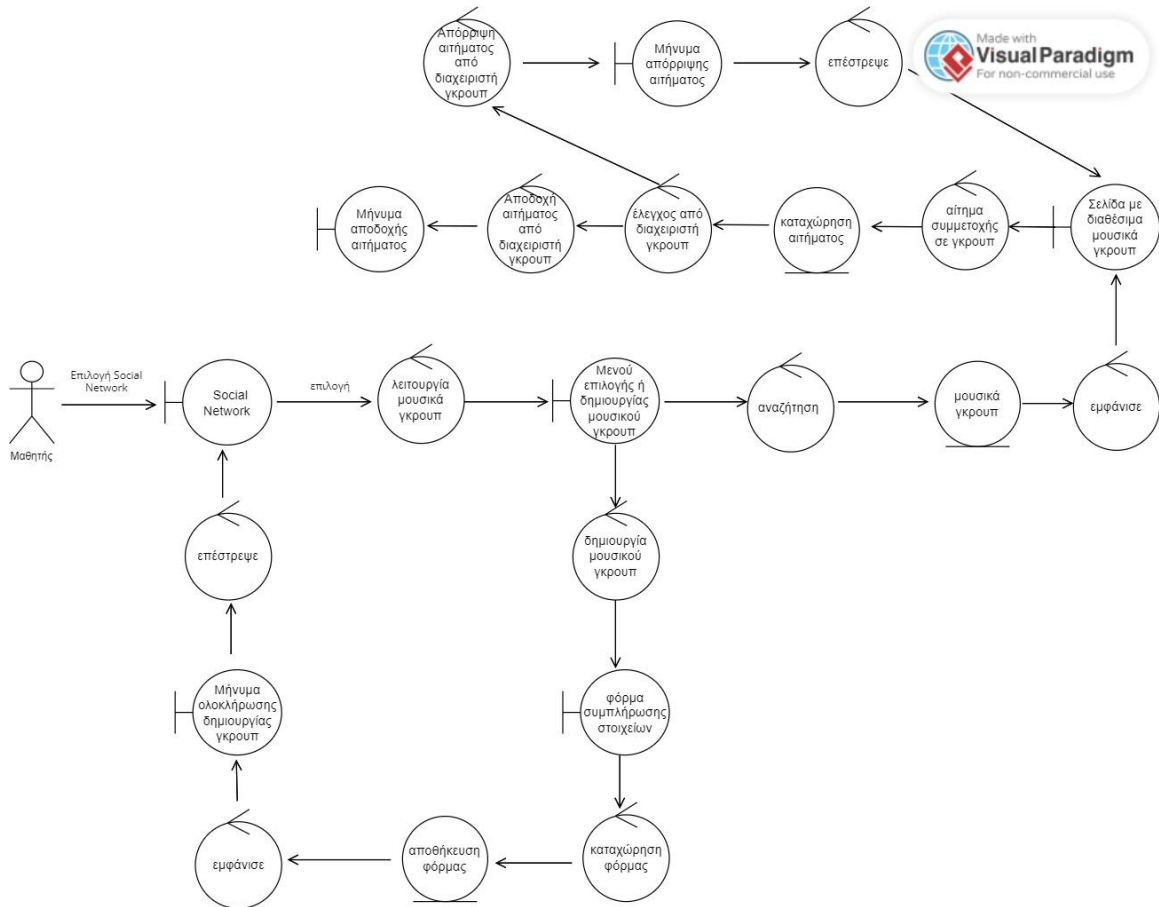 Απόρριψη
αιτήματος
από
διαχειριστή
γκρουπ
Μήνυμα
απόρριψης
αιτήματος
επέστρεψε
Made with
Visual Paradigm
For non-commercial use
Μήνυμα
αποδοχής
αιτήματος
Αποδοχή
αιτήματος
από
διαχειριστή
γκρουπ
έλεγχος από
διαχειριστή
γκρουπ
καταχώρηση
αιτήματος
αίτημα
συμμετοχής
σε γκρουπ
Σελίδα με
διαθέσιμα
μουσικά
γκρουπ
Μαθητής
Επιλογή Social
Network
Social
Network
επιλογή
λειτουργία
μουσικά
γκρουπ
Μενού
επιλογής ή
δημιουργίας
μουσικού
γκρουπ
αναζήτηση
μουσικά
γκρουπ
εμφάνισε
επέστρεψε
δημιουργία
μουσικού
γκρουπ
Μήνυμα
ολοκλήρωσης
δημιουργίας
γκρουπ
φόρμα
συμπλήρωσης
στοιχείων
εμφάνισε
αποθήκευση
φόρμας
καταχώρηση
φόρμας